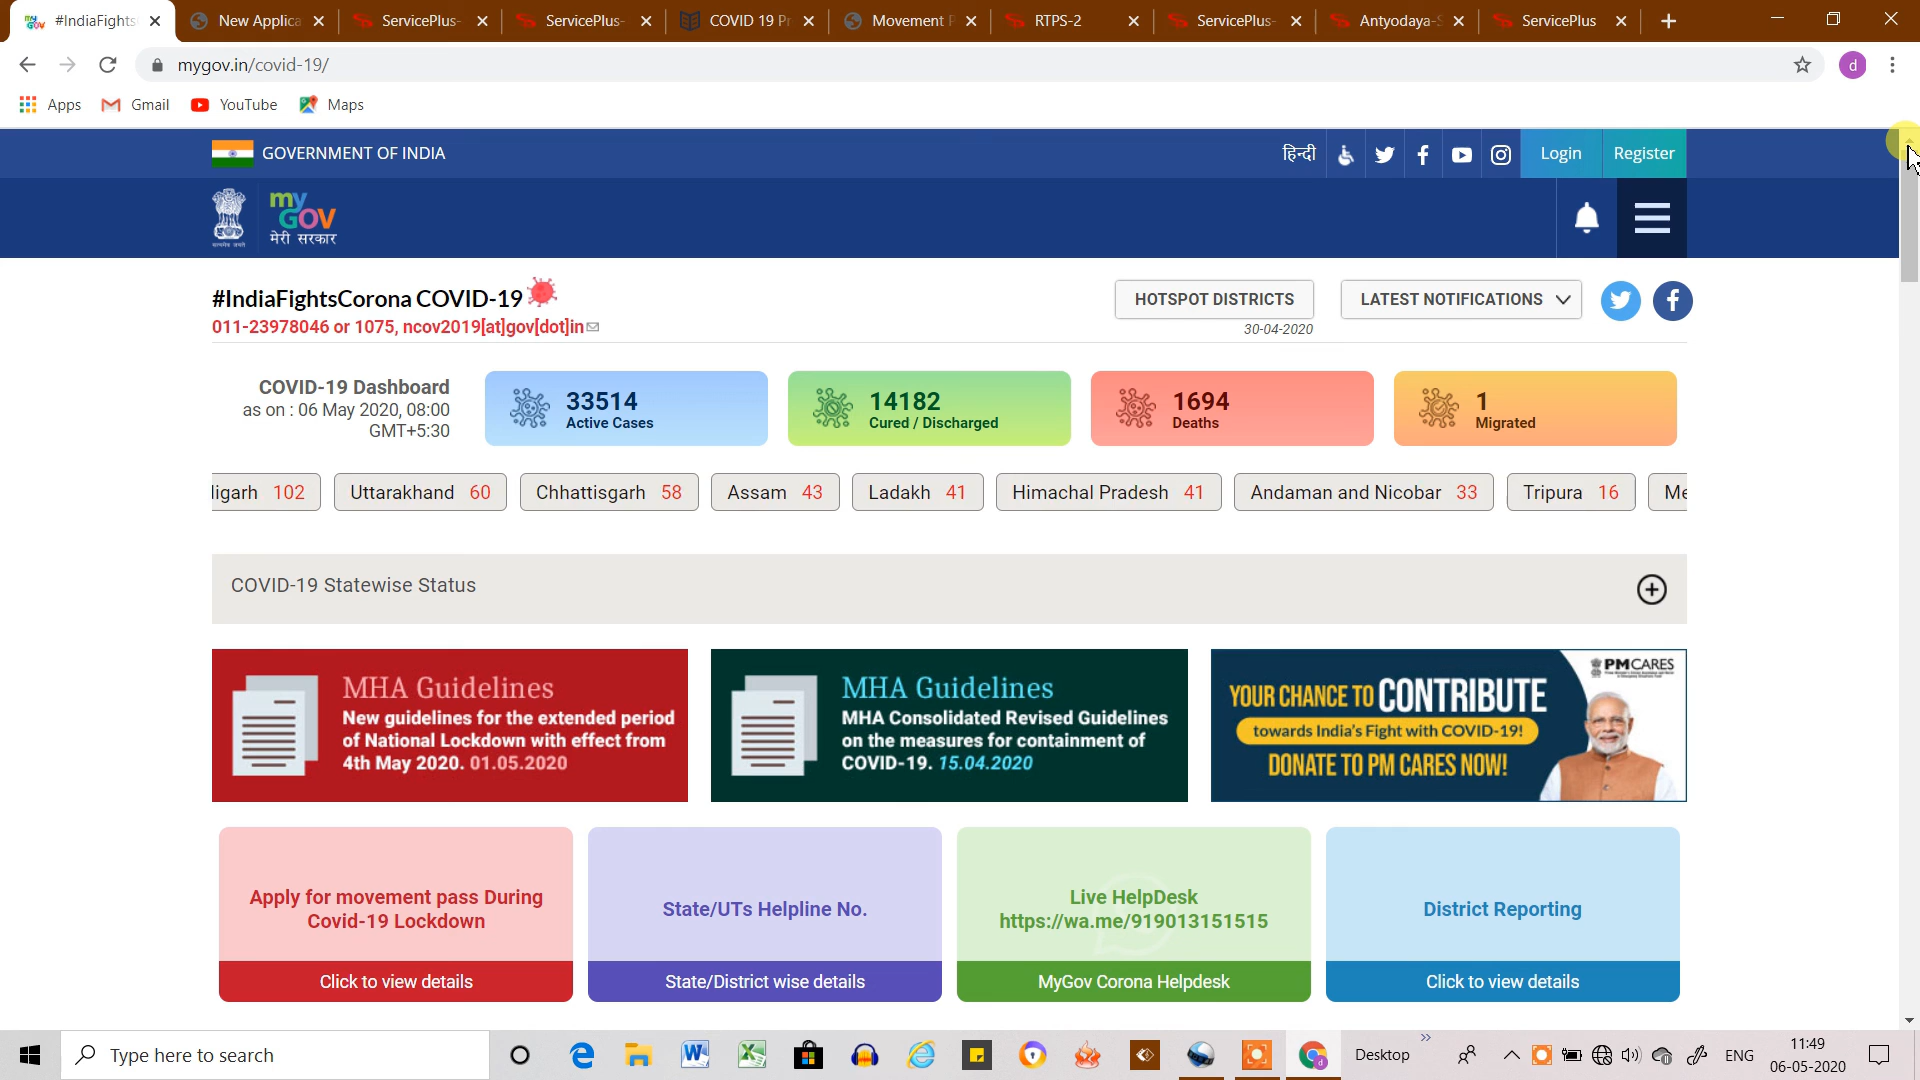 #IndiaFights
New Applica
ServicePlus-
ServicePlus-
COVID 19 Pr
Movement P
RTPS-2
ServicePlus-
Antyodaya-S
ServicePlus
mygov.in/covid-19/
d
Apps
Gmail
YouTube
Maps
GOVERNMENT OF INDIA
हिन्दी
Login
Register
सत्यमेव जयते
my
GOV
मेरी सरकार
#IndiaFightsCorona COVID-19
011-23978046 or 1075, ncov2019[at]gov[dot]in
HOTSPOT DISTRICTS
30-04-2020
LATEST NOTIFICATIONS
COVID-19 Dashboard
as on : 06 May 2020, 08:00
GMT+5:30
33514
Active Cases
14182
Cured / Discharged
1694
Deaths
1
Migrated
ligarh 102
Uttarakhand 60
Chhattisgarh 58
Assam 43
Ladakh 41
Himachal Pradesh 41
Andaman and Nicobar 33
Tripura 16
Me
COVID-19 Statewise Status
MHA Guidelines
New guidelines for the extended period
of National Lockdown with effect from
4th May 2020. 01.05.2020
MHA Guidelines
MHA Consolidated Revised Guidelines
on the measures for containment of
COVID-19. 15.04.2020
PMCARES
YOUR CHANCE TO CONTRIBUTE
towards India's Fight with COVID-19!
DONATE TO PM CARES NOW!
Apply for movement pass During
Covid-19 Lockdown
Click to view details
State/UTs Helpline No.
State/District wise details
Live HelpDesk
https://wa.me/919013151515
MyGov Corona Helpdesk
District Reporting
Click to view details
Type here to search
Desktop
ENG
11:49
06-05-2020